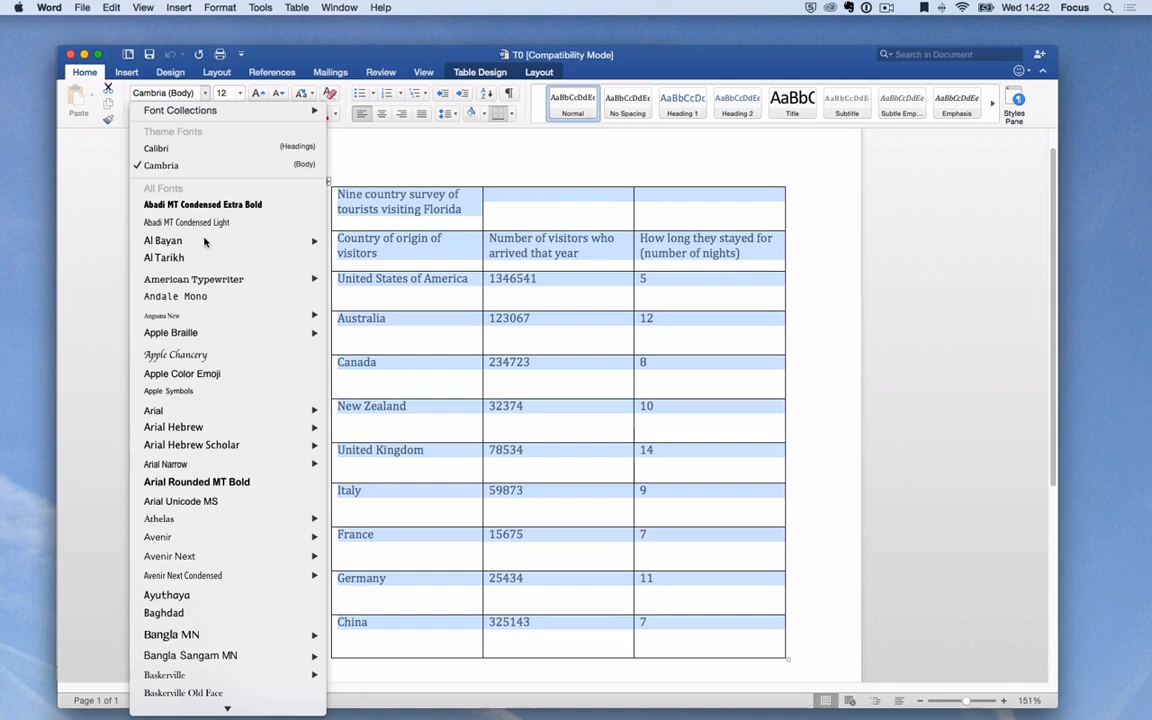 Word File Edit View Insert Format Tools Table Window Help
Wed 14:22 Focus
T0 [Compatibility Mode]
Search in Document
Home Insert Design Layout References Mailings Review View Table Design Layout
Paste
Cambria (Body) 12
AaBbCcDdEe AaBbCcDdEe AaBbCcDc AaBbCcDdEe AaBbC AaBbCcDdEe AaBbCcDdEe AaBbCcDdEe
Normal No Spacing Heading 1 Heading 2 Title Subtitle Subtle Emp... Emphasis
Styles
Pane
Font Collections
Theme Fonts
Calibri (Headings)
Cambria (Body)
All Fonts
Abadi MT Condensed Extra Bold
Abadi MT Condensed Light
Al Bayan
Al Tarikh
American Typewriter
Andale Mono
Angsana New
Apple Braille
Apple Chancery
Apple Color Emoji
Apple Symbols
Arial
Arial Hebrew
Arial Hebrew Scholar
Arial Narrow
Arial Rounded MT Bold
Arial Unicode MS
Athelas
Avenir
Avenir Next
Avenir Next Condensed
Ayuthaya
Baghdad
Bangla MN
Bangla Sangam MN
Baskerville
Baskerville Old Face
Nine country survey of
tourists visiting Florida
Country of origin of
visitors
Number of visitors who
arrived that year
How long they stayed for
(number of nights)
United States of America 1346541 5
Australia 123067 12
Canada 234723 8
New Zealand 32374 10
United Kingdom 78534 14
Italy 59873 9
France 15675 7
Germany 25434 11
China 325143 7
Page 1 of 1
151%